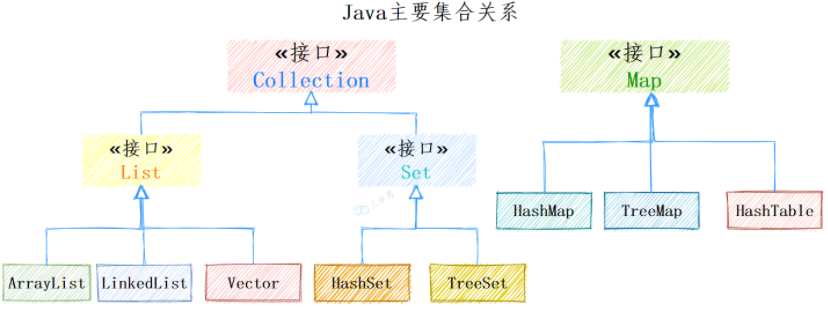 Java主要集合关系
«接口»
Collection
«接口»
Map
«接口»
List
«接口»
Set
HashMap
TreeMap
HashTable
ArrayList
LinkedList
Vector
HashSet
TreeSet